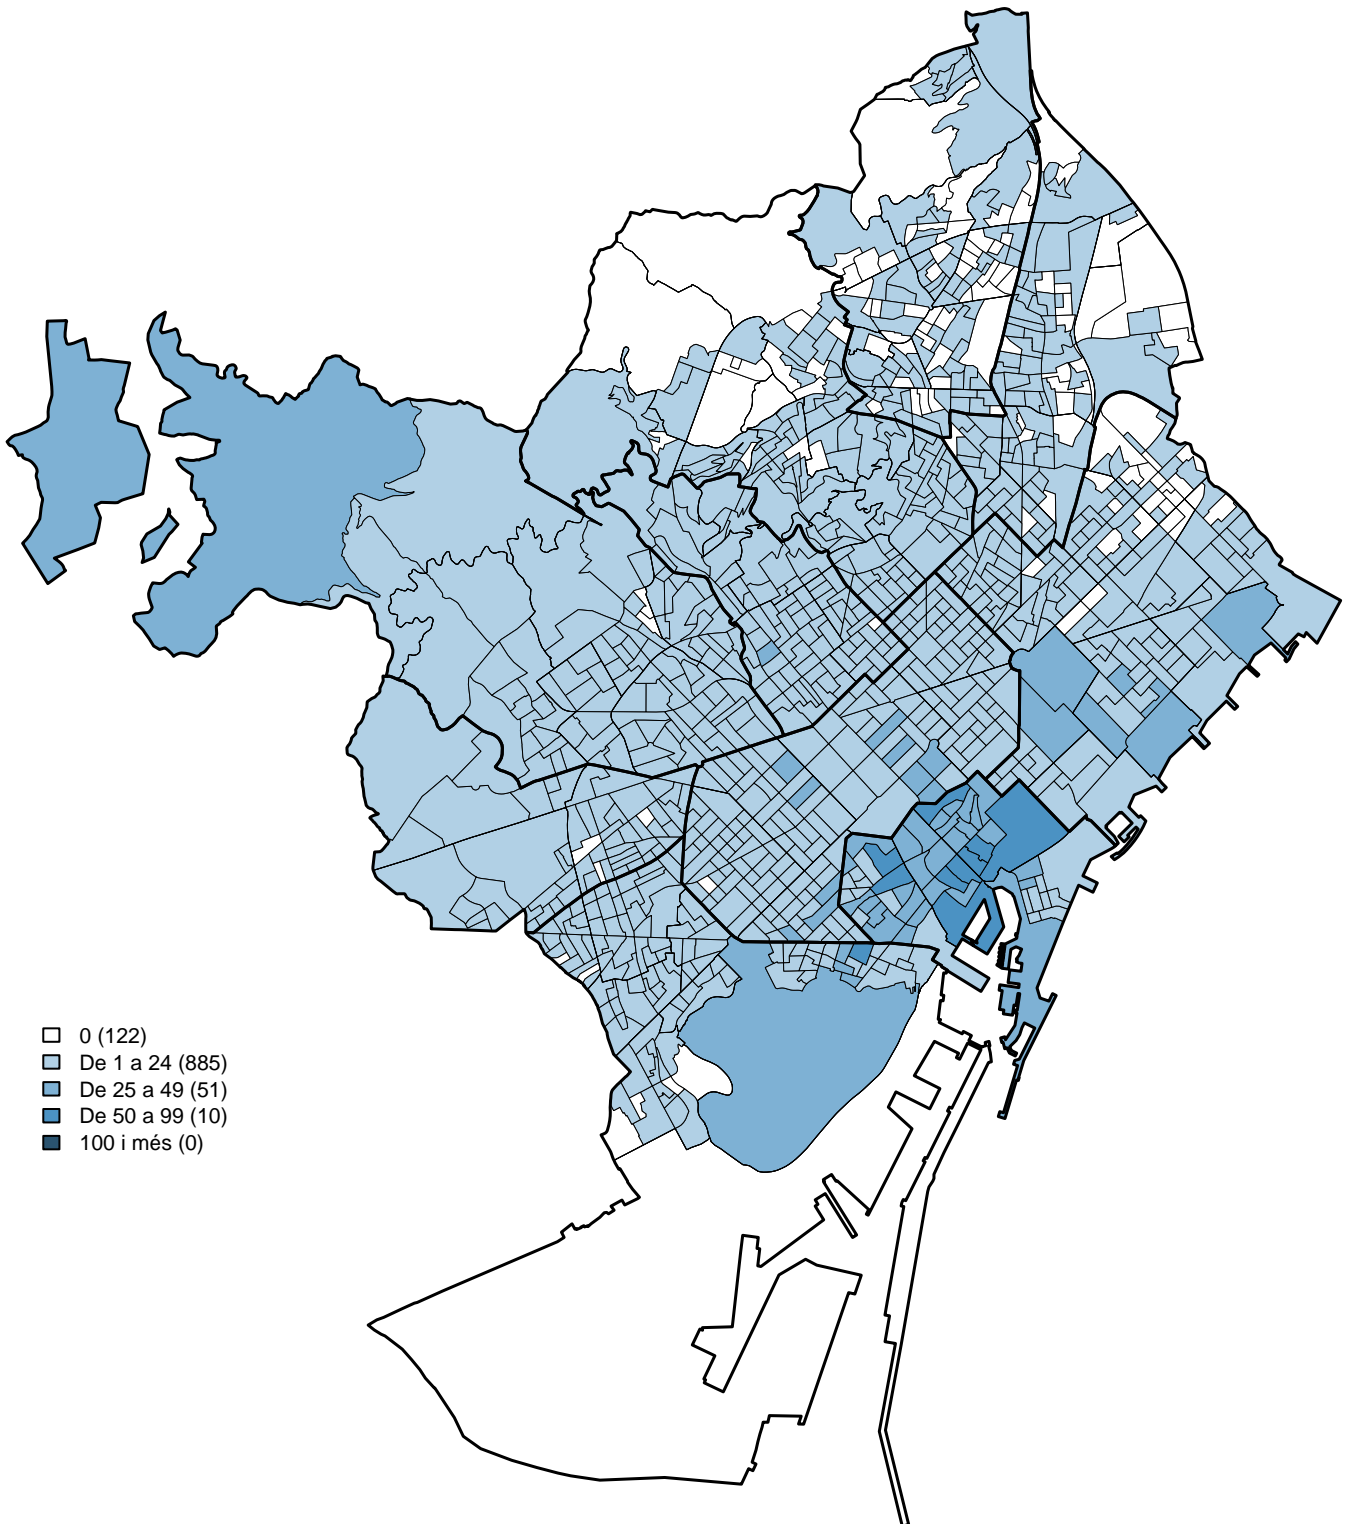 0 (122)
De 1 a 24 (885)
De 25 a 49 (51)
De 50 a 99 (10)
100 i més (0)